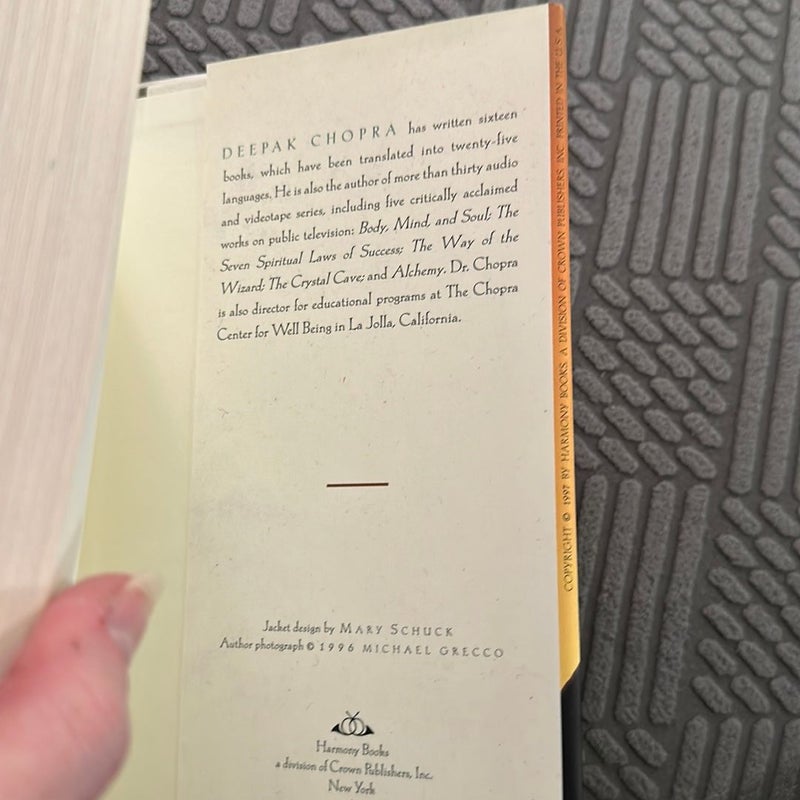 DEEPAK CHOPRA has written sixteen
books, which have been translated into twenty-five
languages. He is also the author of more than thirty audio
and videotape series, including five critically acclaimed
works on public television: Body, Mind, and Soul; The
Seven Spiritual Laws of Success; The Way of the
Wizard; The Crystal Cave; and Alchemy. Dr. Chopra
is also director for educational programs at The Chopra
Center for Well Being in La Jolla, California.
Jacket design by MARY SCHUCK
Author photograph © 1996 MICHAEL GRECCO
Harmony Books
a division of Crown Publishers, Inc.
New York
COPYRIGHT © 1997 BY HARMONY BOOKS A DIVISION OF CROWN PUBLISHERS, INC. PRINTED IN THE U.S.A.